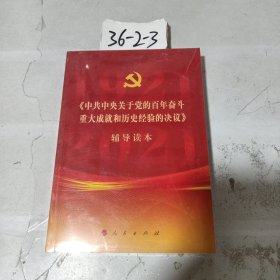 36-2-3
《中共中央关于党的百年奋斗
重大成就和历史经验的决议》
辅导读本
人民出版社